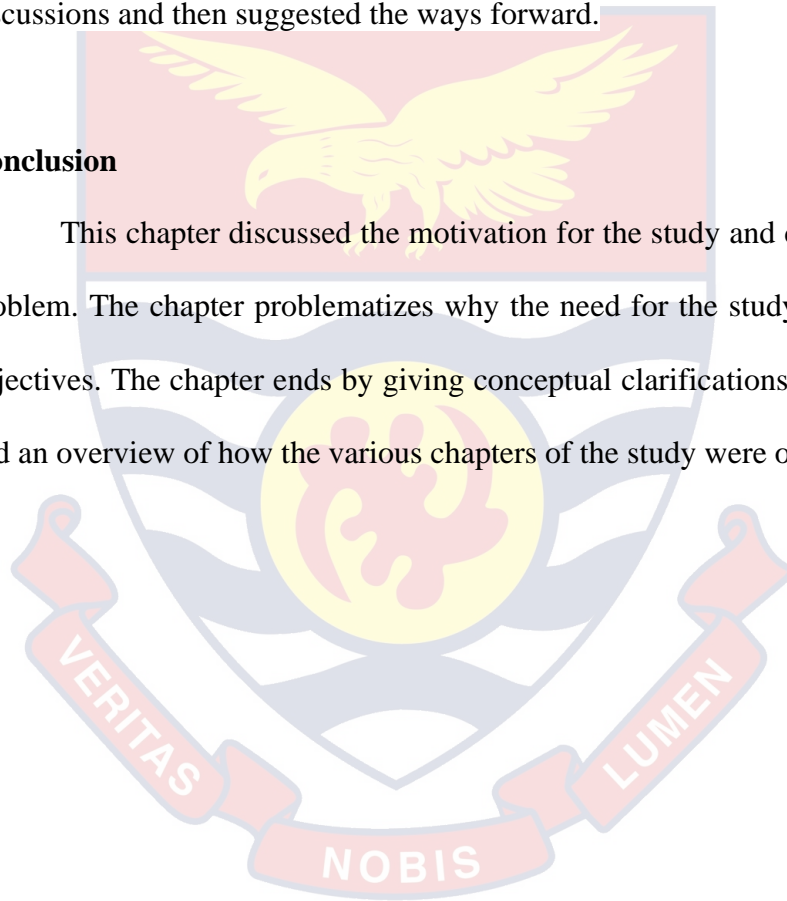 scussions and then suggested the ways forward.
onclusion
This chapter discussed the motivation for the study and
oblem. The chapter problematizes why the need for the study
jectives. The chapter ends by giving conceptual clarifications
d an overview of how the various chapters of the study were o
VERITAS
NOBIS
LUMEN